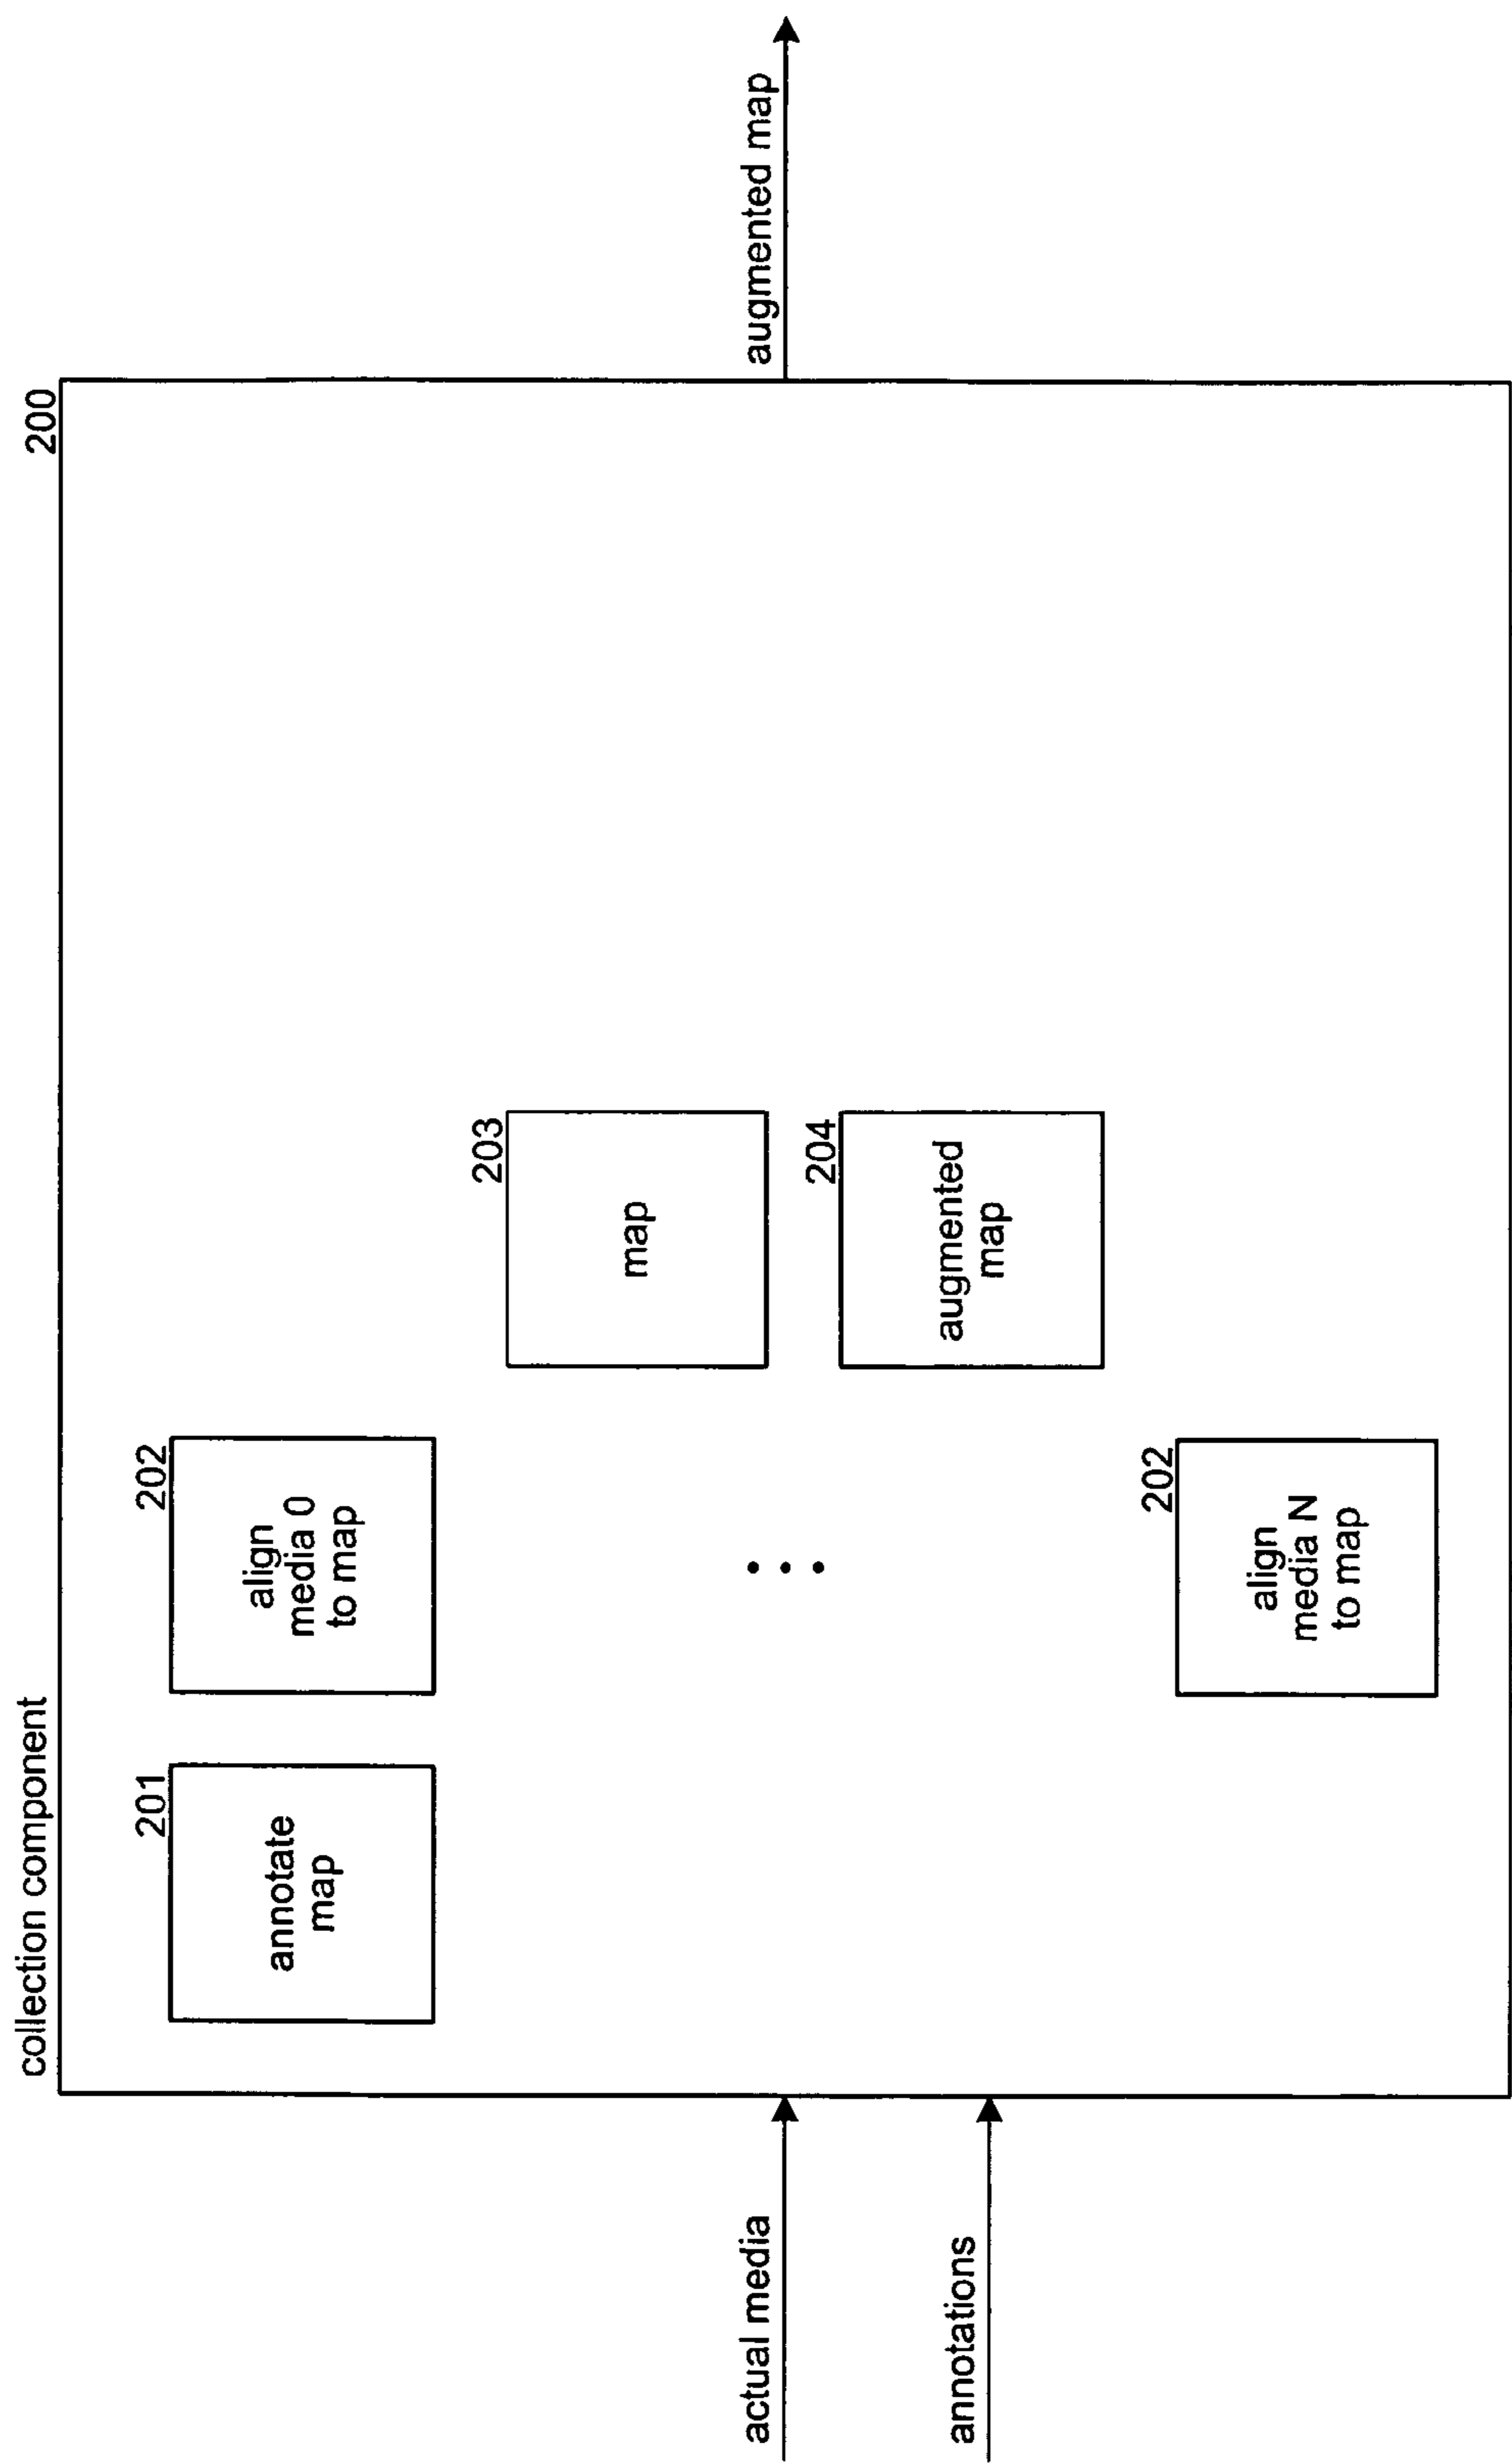 collection component
200
201
annotate
map
202
align
media 0
to map
203
map
actual media
augmented map
204
augmented
map
annotations
202
align
media N
to map